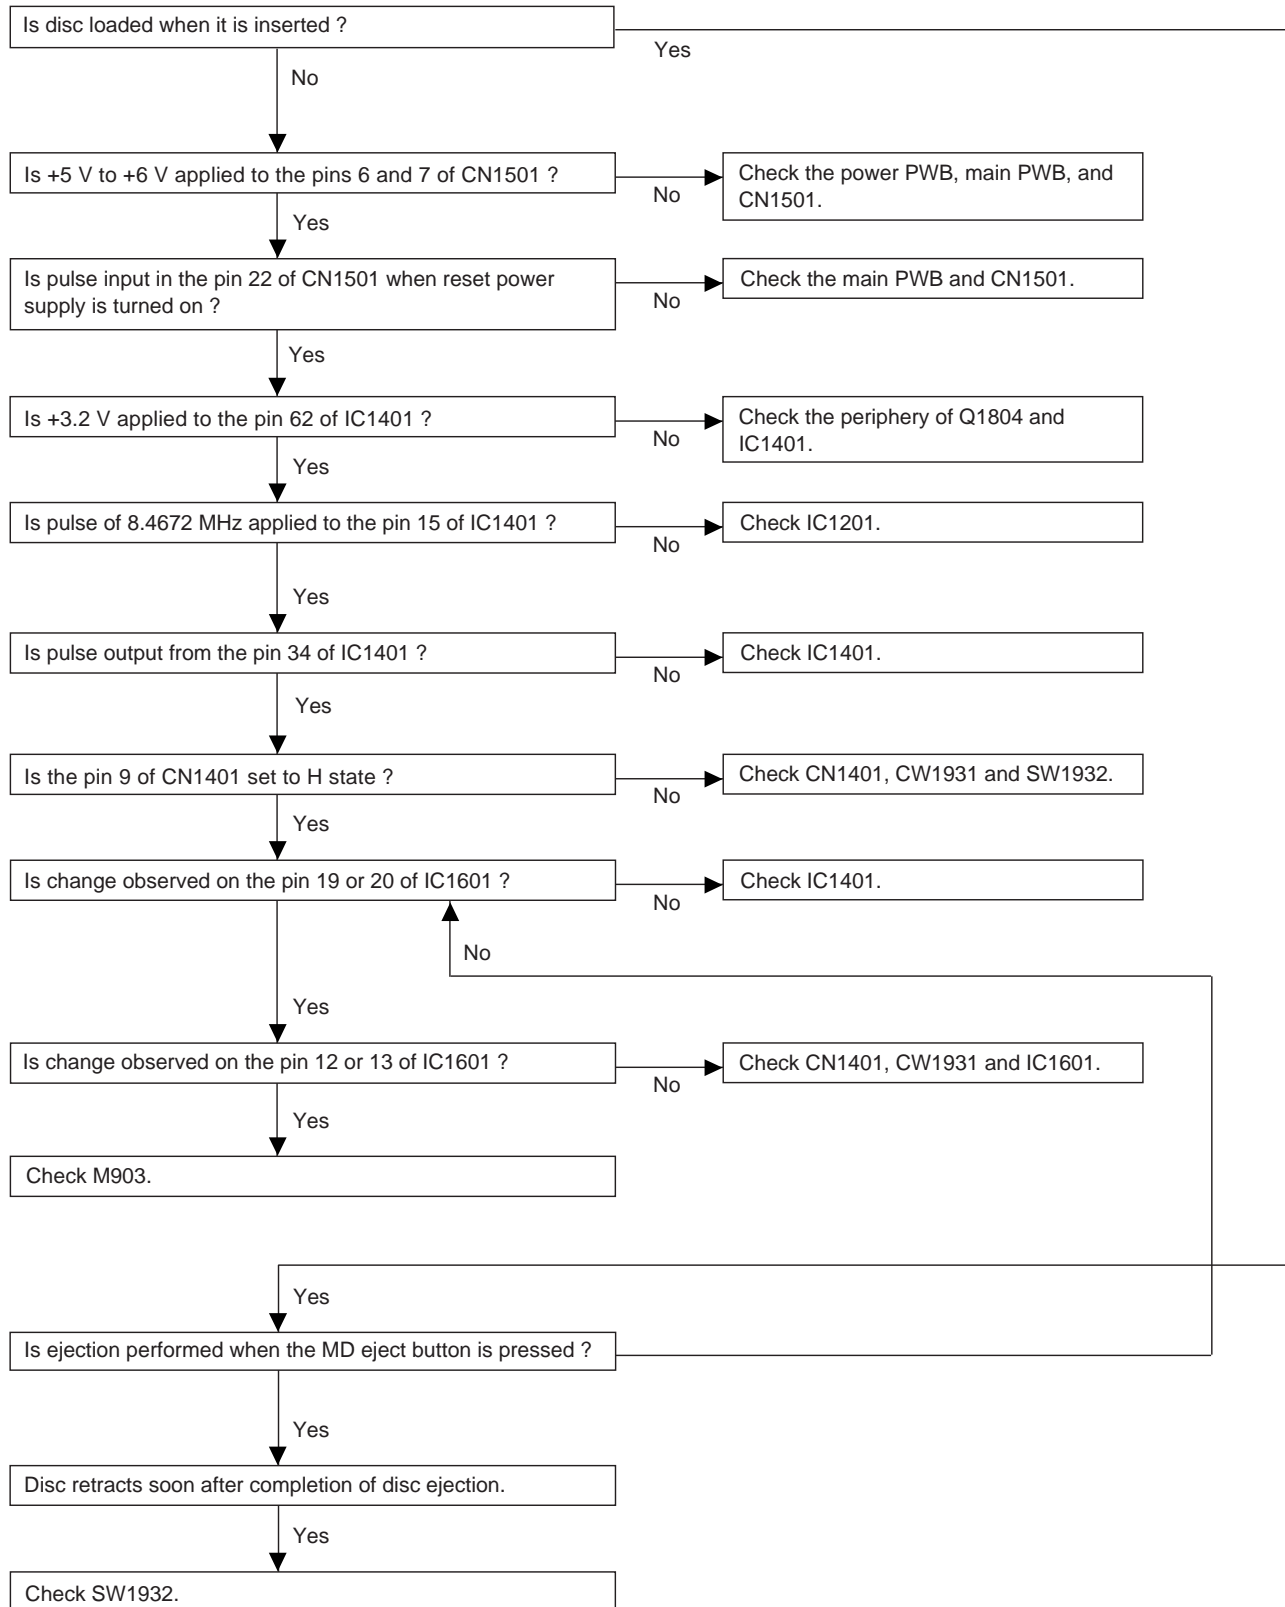 Is disc loaded when it is inserted ?
Yes
No
Is +5 V to +6 V applied to the pins 6 and 7 of CN1501 ?
No
Check the power PWB, main PWB, and
CN1501.
Yes
Is pulse input in the pin 22 of CN1501 when reset power
supply is turned on ?
No
Check the main PWB and CN1501.
Yes
Is +3.2 V applied to the pin 62 of IC1401 ?
No
Check the periphery of Q1804 and
IC1401.
Yes
Is pulse of 8.4672 MHz applied to the pin 15 of IC1401 ?
No
Check IC1201.
Yes
Is pulse output from the pin 34 of IC1401 ?
No
Check IC1401.
Yes
Is the pin 9 of CN1401 set to H state ?
No
Check CN1401, CW1931 and SW1932.
Yes
Is change observed on the pin 19 or 20 of IC1601 ?
No
Check IC1401.
No
Yes
Is change observed on the pin 12 or 13 of IC1601 ?
No
Check CN1401, CW1931 and IC1601.
Yes
Check M903.
Yes
Is ejection performed when the MD eject button is pressed ?
Yes
Disc retracts soon after completion of disc ejection.
Yes
Check SW1932.